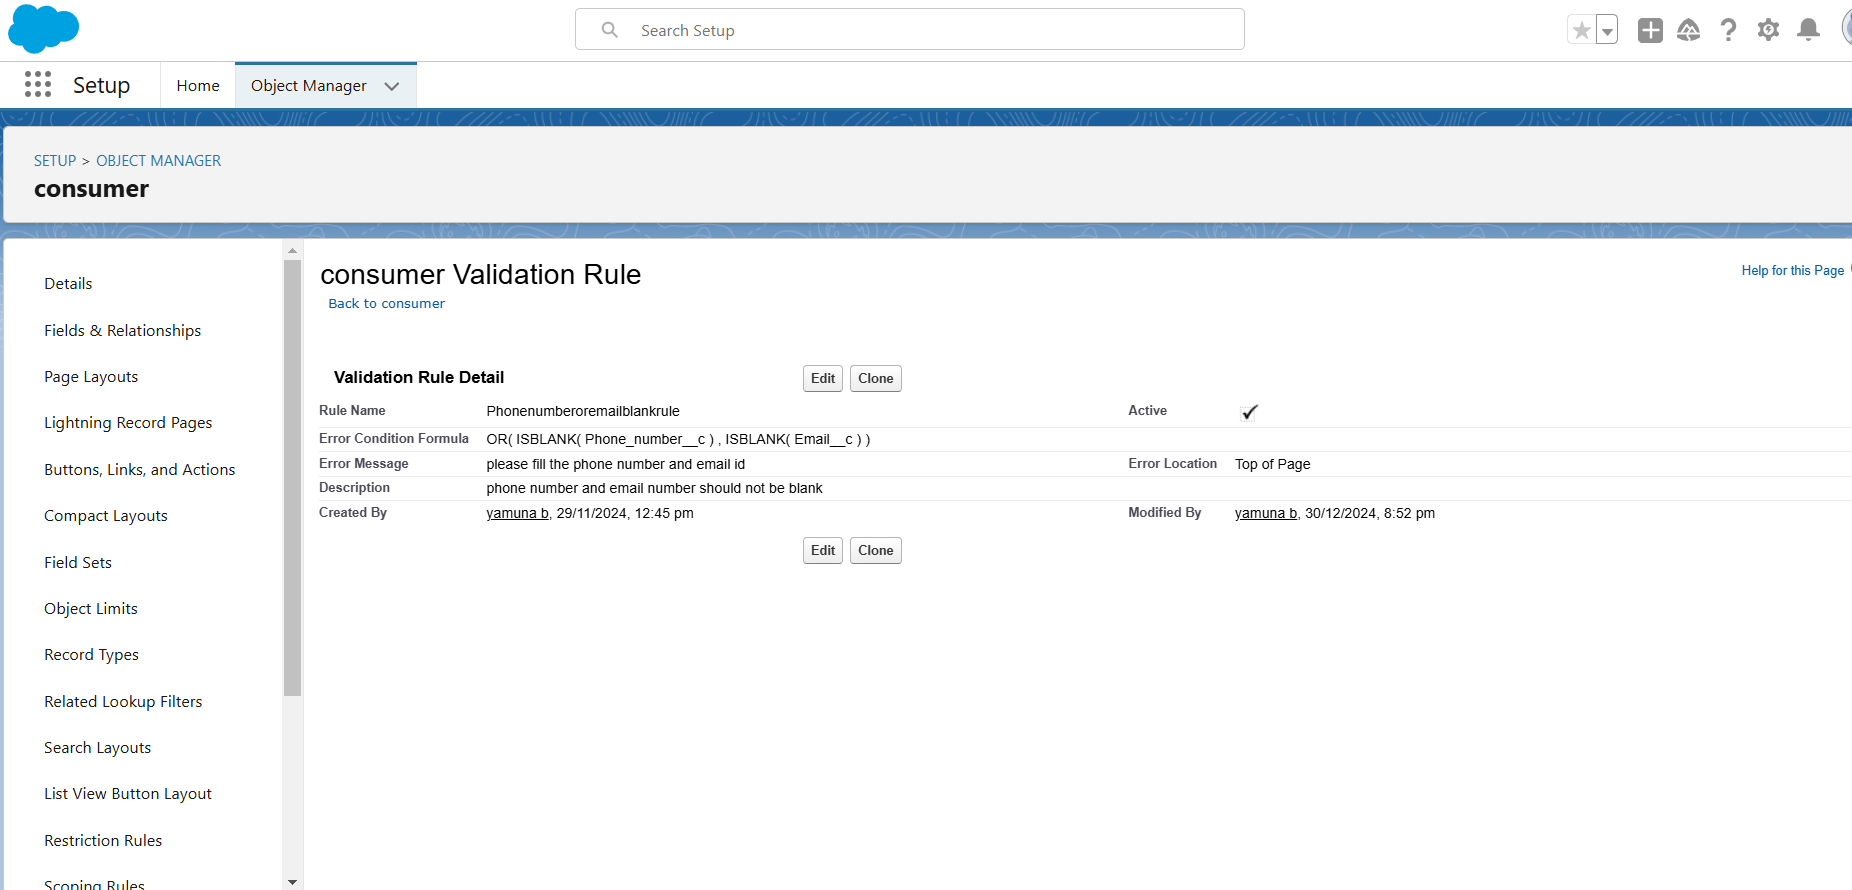 Search Setup
Setup
Home
Object Manager
SETUP > OBJECT MANAGER
consumer
Details
Fields & Relationships
Page Layouts
Lightning Record Pages
Buttons, Links, and Actions
Compact Layouts
Field Sets
Object Limits
Record Types
Related Lookup Filters
Search Layouts
List View Button Layout
Restriction Rules
Scoping Rules
consumer Validation Rule
Help for this Page
Back to consumer
Validation Rule Detail
Edit Clone
Rule Name Phonenumberoremailblankrule Active
Error Condition Formula OR( ISBLANK( Phone_number__c ) , ISBLANK( Email__c ) )
Error Message please fill the phone number and email id Error Location Top of Page
Description phone number and email number should not be blank
Created By yamuna b, 29/11/2024, 12:45 pm Modified By yamuna b, 30/12/2024, 8:52 pm
Edit Clone